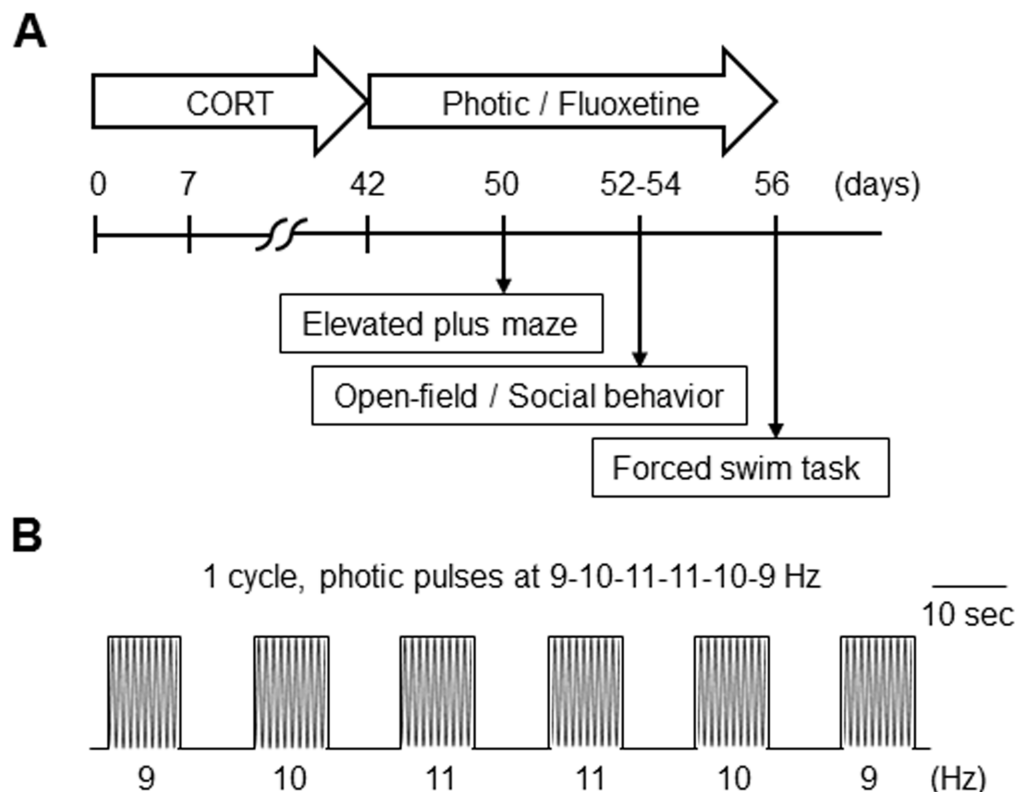 A
CORT
Photic / Fluoxetine
0 7 42 50 52-54 56 (days)
Elevated plus maze
Open-field / Social behavior
Forced swim task
B
1 cycle, photic pulses at 9-10-11-11-10-9 Hz
10 sec
9 10 11 11 10 9 (Hz)